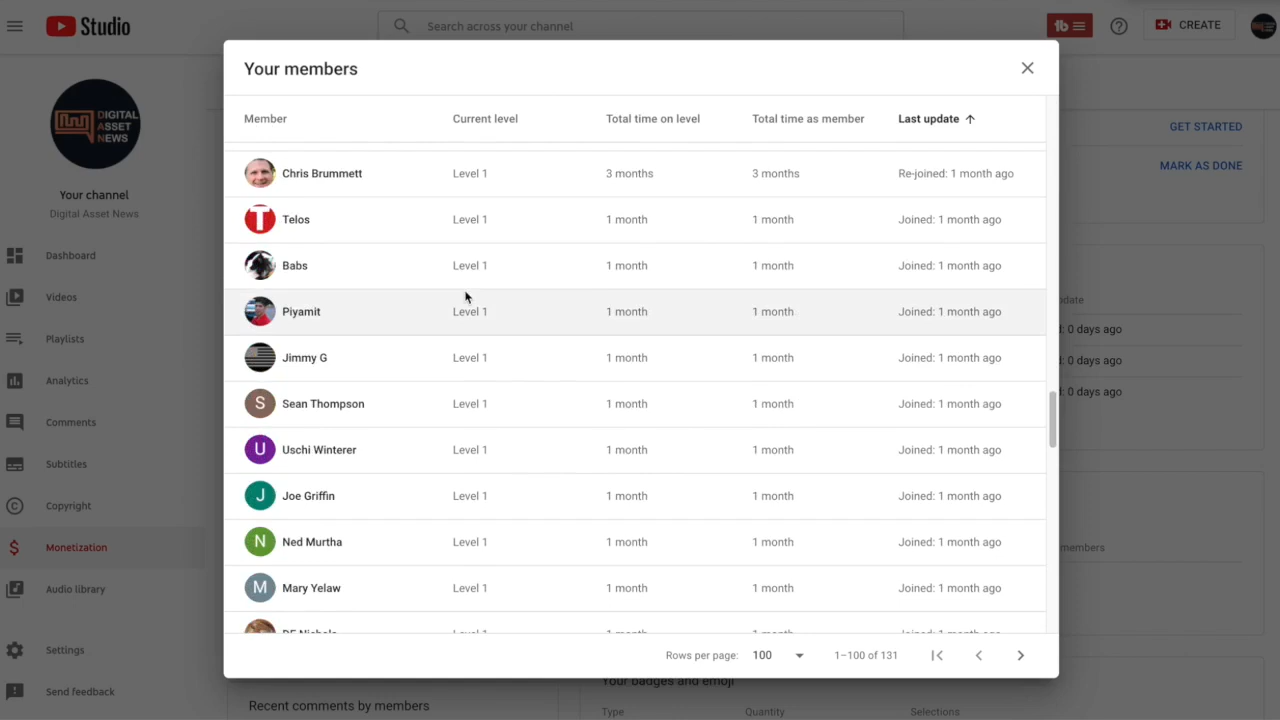 Studio
Search across your channel
CREATE
Your members
DIGITAL
ASSET
NEWS
Your channel
Digital Asset News
Dashboard
Videos
Playlists
Analytics
Comments
Subtitles
Copyright
Monetization
Audio library
Settings
Send feedback
Member Current level Total time on level Total time as member Last update
Chris Brummett Level 1 3 months 3 months Re-joined: 1 month ago
Telos Level 1 1 month 1 month Joined: 1 month ago
Babs Level 1 1 month 1 month Joined: 1 month ago
Piyamit Level 1 1 month 1 month Joined: 1 month ago
Jimmy G Level 1 1 month 1 month Joined: 1 month ago
S Sean Thompson Level 1 1 month 1 month Joined: 1 month ago
U Uschi Winterer Level 1 1 month 1 month Joined: 1 month ago
J Joe Griffin Level 1 1 month 1 month Joined: 1 month ago
N Ned Murtha Level 1 1 month 1 month Joined: 1 month ago
M Mary Yelaw Level 1 1 month 1 month Joined: 1 month ago
Rows per page: 100 1–100 of 131
GET STARTED
MARK AS DONE
0 days ago
0 days ago
0 days ago
members
Recent comments by members
Your badges and emoji
Type Quantity Selections